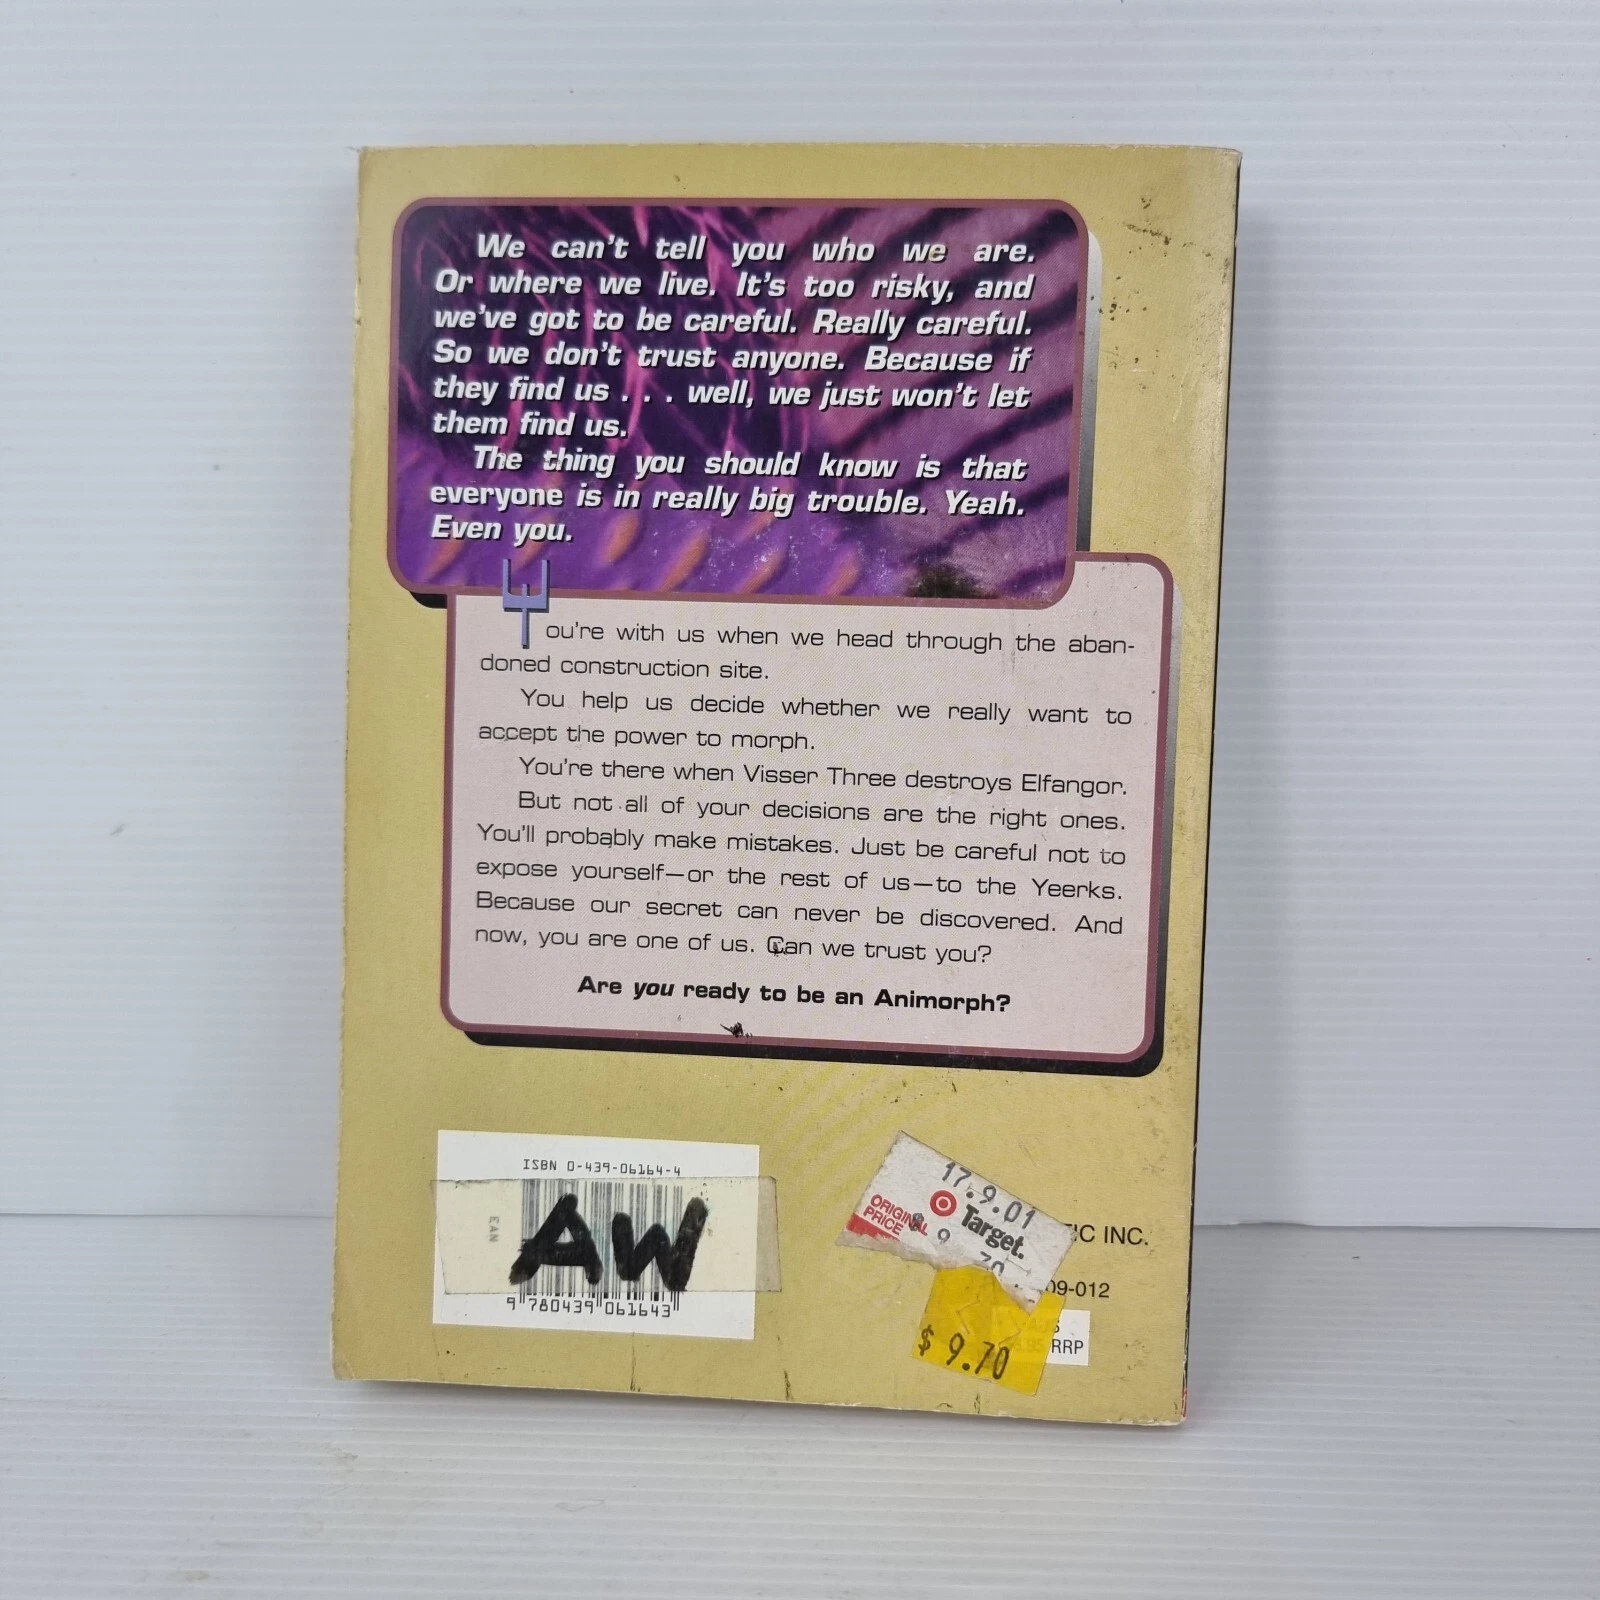 We can't tell you who we are.
Or where we live. It's too risky, and
we've got to be careful. Really careful.
So we don't trust anyone. Because if
they find us . . . well, we just won't let
them find us.
The thing you should know is that
everyone is in really big trouble. Yeah.
Even you.
You're with us when we head through the aban-
doned construction site.
You help us decide whether we really want to
accept the power to morph.
You're there when Visser Three destroys Elfangor.
But not all of your decisions are the right ones.
You'll probably make mistakes. Just be careful not to
expose yourself—or the rest of us—to the Yeerks.
Because our secret can never be discovered. And
now, you are one of us. Can we trust you?
Are you ready to be an Animorph?
ISBN 0-439-06164-4
EAN
AW
9 780439 061643
17.9.01
Target.
ORIGINAL
PRICE
INC.
09-012
RRP
$ 9.70